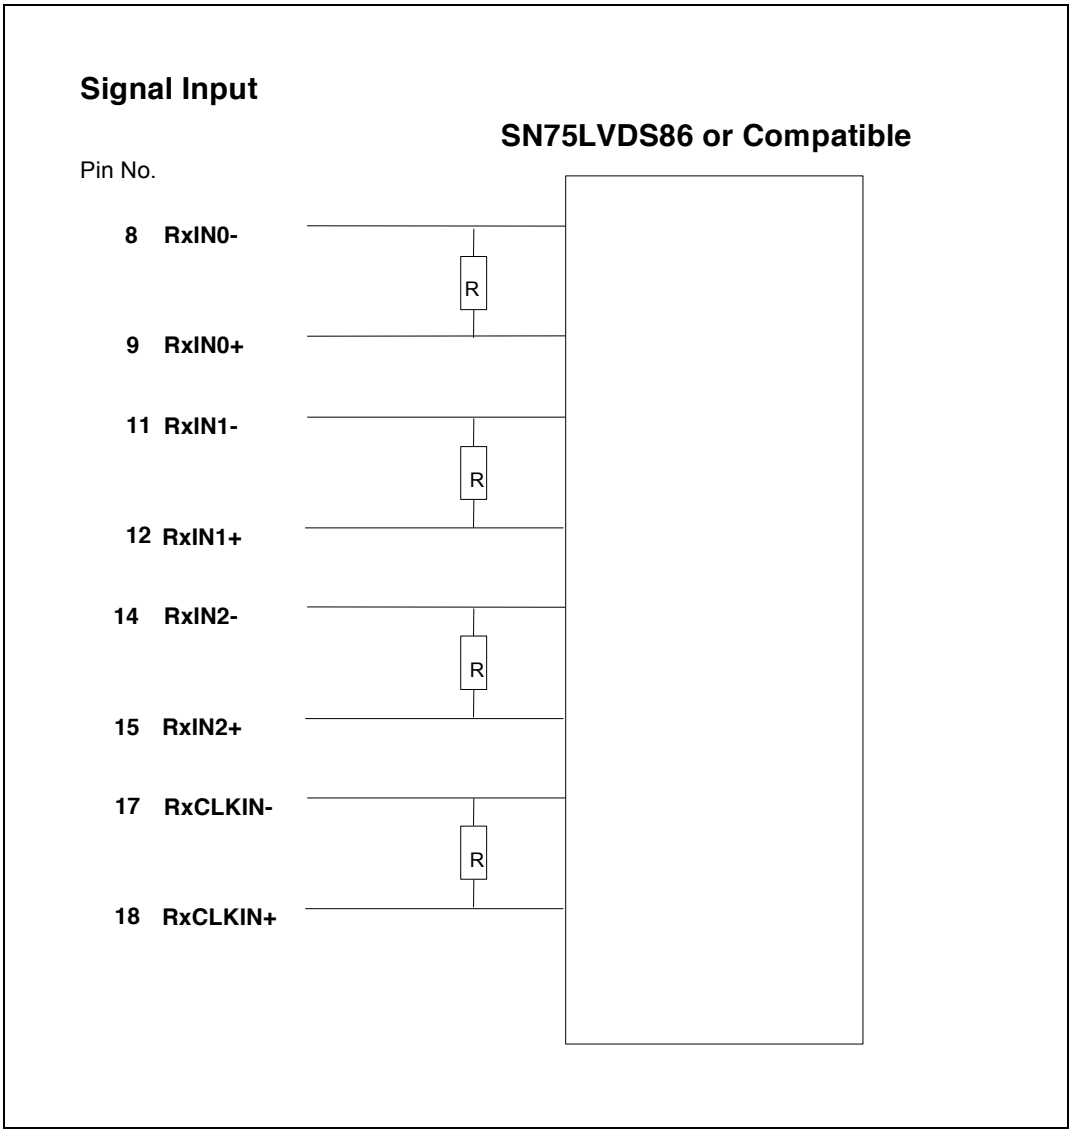 Signal Input
SN75LVDS86 or Compatible
Pin No.
8 RxIN0-
R
9 RxIN0+
11 RxIN1-
R
12 RxIN1+
14 RxIN2-
R
15 RxIN2+
17 RxCLKIN-
R
18 RxCLKIN+